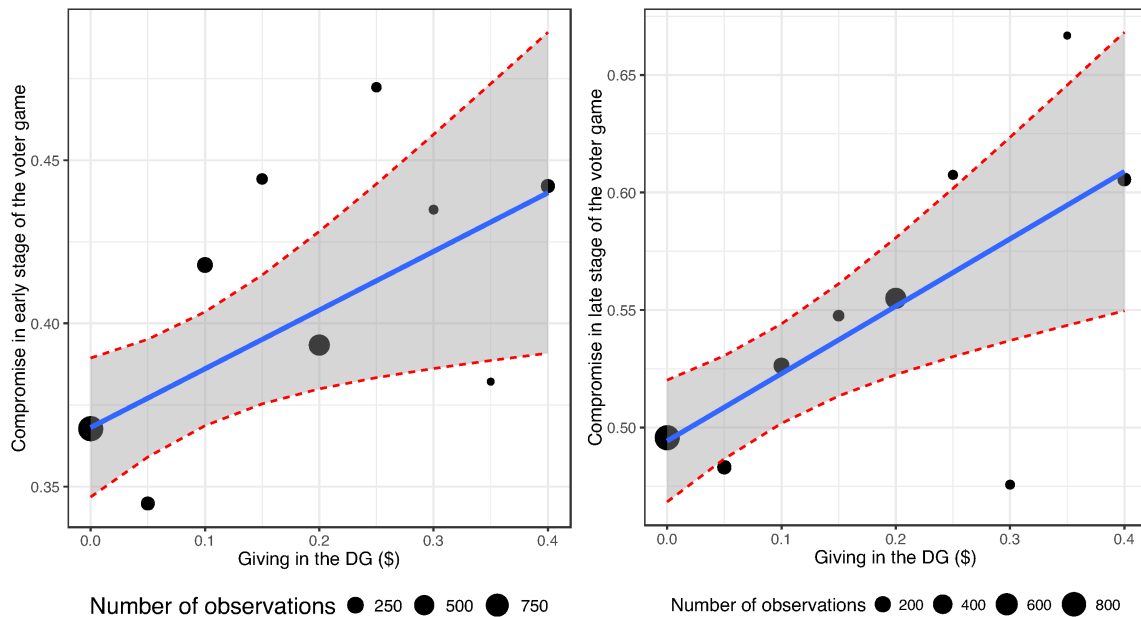 Compromise in early stage of the voter game
0.45
0.40
0.35
0.0 0.1 0.2 0.3 0.4
Giving in the DG ($)
Number of observations 250 500 750
Compromise in late stage of the voter game
0.65
0.60
0.55
0.50
0.0 0.1 0.2 0.3 0.4
Giving in the DG ($)
Number of observations 200 400 600 800